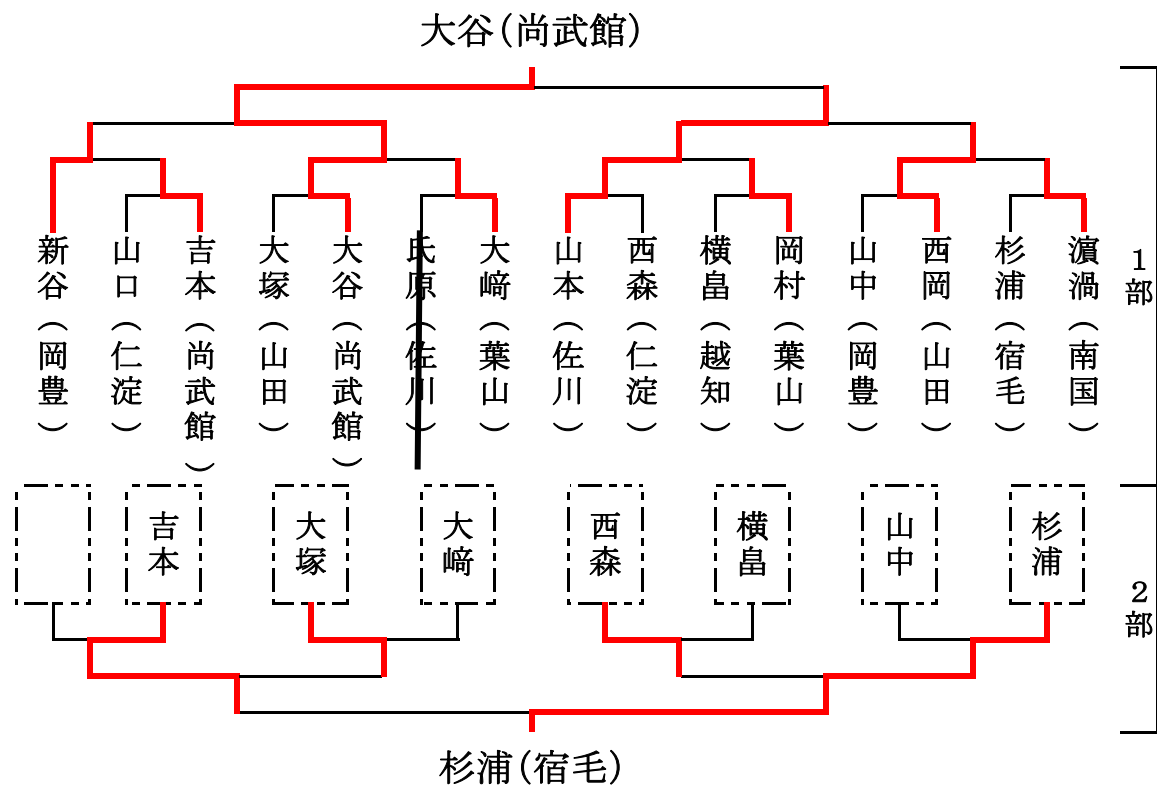 大谷(尚武館)
新谷(岡豊)
山口(仁淀)
吉本(尚武館)
大塚(山田)
大谷(尚武館)
氏原(佐川)
大﨑(葉山)
山本(佐川)
西森(仁淀)
横畠(越知)
岡村(葉山)
山中(岡豊)
西岡(山田)
杉浦(宿毛)
濵渦(南国)
1部
吉本
大塚
大﨑
西森
横畠
山中
杉浦
2部
杉浦(宿毛)